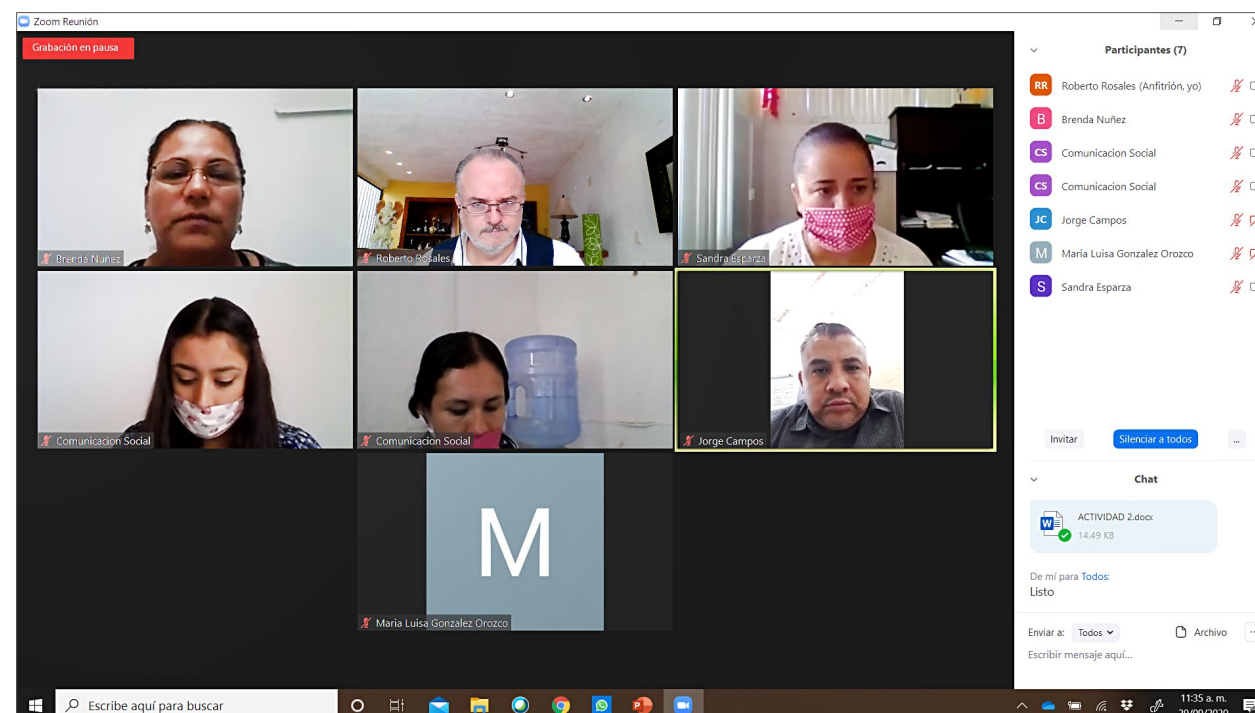 Zoom Reunión
Grabación en pausa
Brenda Nuñez
Roberto Rosales
Sandra Esparza
Comunicacion Social
Comunicacion Social
Jorge Campos
M
Maria Luisa Gonzalez Orozco
Participantes (7)
RR Roberto Rosales (Anfitrión, yo)
B Brenda Nuñez
CS Comunicacion Social
CS Comunicacion Social
JC Jorge Campos
M Maria Luisa Gonzalez Orozco
S Sandra Esparza
Invitar Silenciar a todos ...
Chat
W ACTIVIDAD 2.docx
14.49 KB
De mí para Todos:
Listo
Enviar a: Todos Archivo ...
Escribir mensaje aquí...
Escribe aquí para buscar
11:35 a. m.